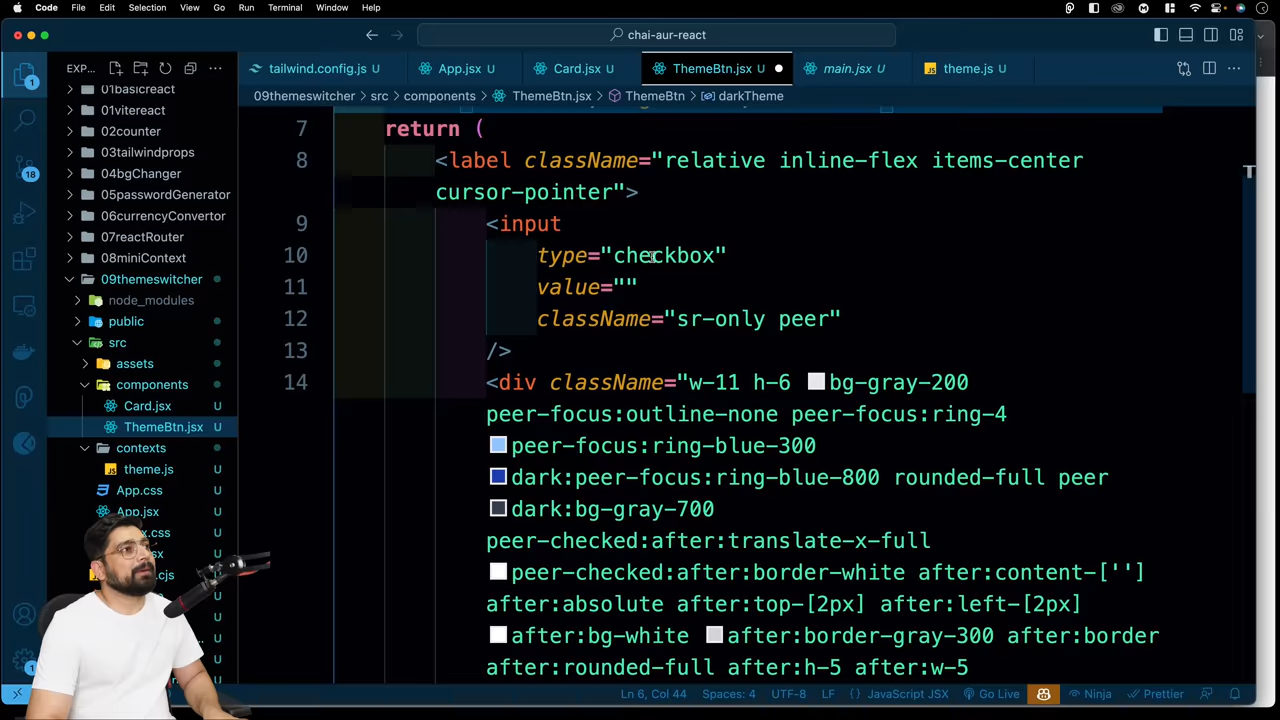 Code File Edit Selection View Go Run Terminal Window Help
chai-aur-react
EXP...
tailwind.config.js U App.jsx U Card.jsx U ThemeBtn.jsx U main.jsx U theme.js U
09themeswitcher > src > components > ThemeBtn.jsx > ThemeBtn > darkTheme
01basicreact
01vitereact
02counter
03tailwindprops
04bgChanger
05passwordGenerator
06currencyConvertor
07reactRouter
08miniContext
09themeswitcher
node_modules
public
src
assets
components
Card.jsx U
ThemeBtn.jsx U
contexts
theme.js U
App.css U
App.jsx U
7 return (
8 <label className="relative inline-flex items-center
cursor-pointer">
9 <input
10 type="checkbox"
11 value=""
12 className="sr-only peer"
13 />
14 <div className="w-11 h-6 bg-gray-200
peer-focus:outline-none peer-focus:ring-4
peer-focus:ring-blue-300
dark:peer-focus:ring-blue-800 rounded-full peer
dark:bg-gray-700
peer-checked:after:translate-x-full
peer-checked:after:border-white after:content-['']
after:absolute after:top-[2px] after:left-[2px]
after:bg-white after:border-gray-300 after:border
after:rounded-full after:h-5 after:w-5
Ln 6, Col 44 Spaces: 4 UTF-8 LF JavaScript JSX Go Live Ninja Prettier